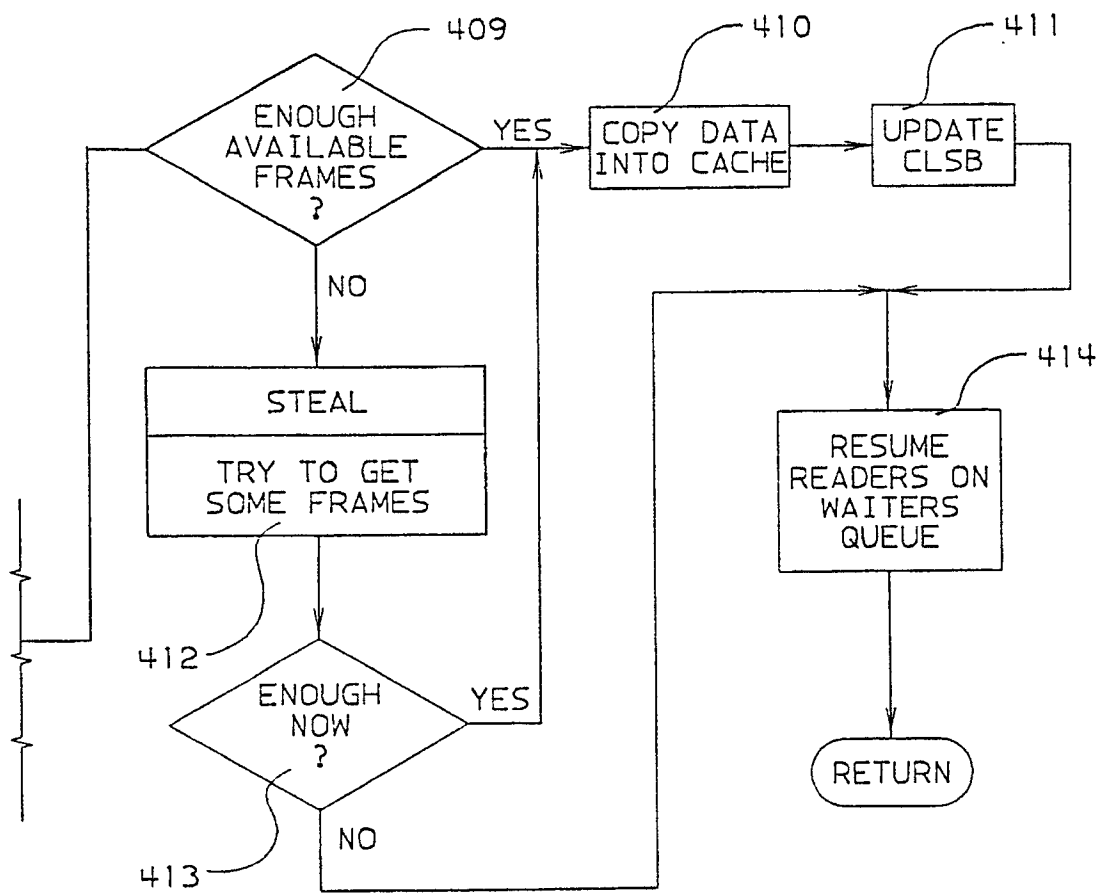 409
ENOUGH
AVAILABLE
FRAMES
?
YES
410
COPY DATA
INTO CACHE
411
UPDATE
CLSB
NO
STEAL
TRY TO GET
SOME FRAMES
412
ENOUGH
NOW
?
YES
NO
413
414
RESUME
READERS ON
WAITERS
QUEUE
RETURN